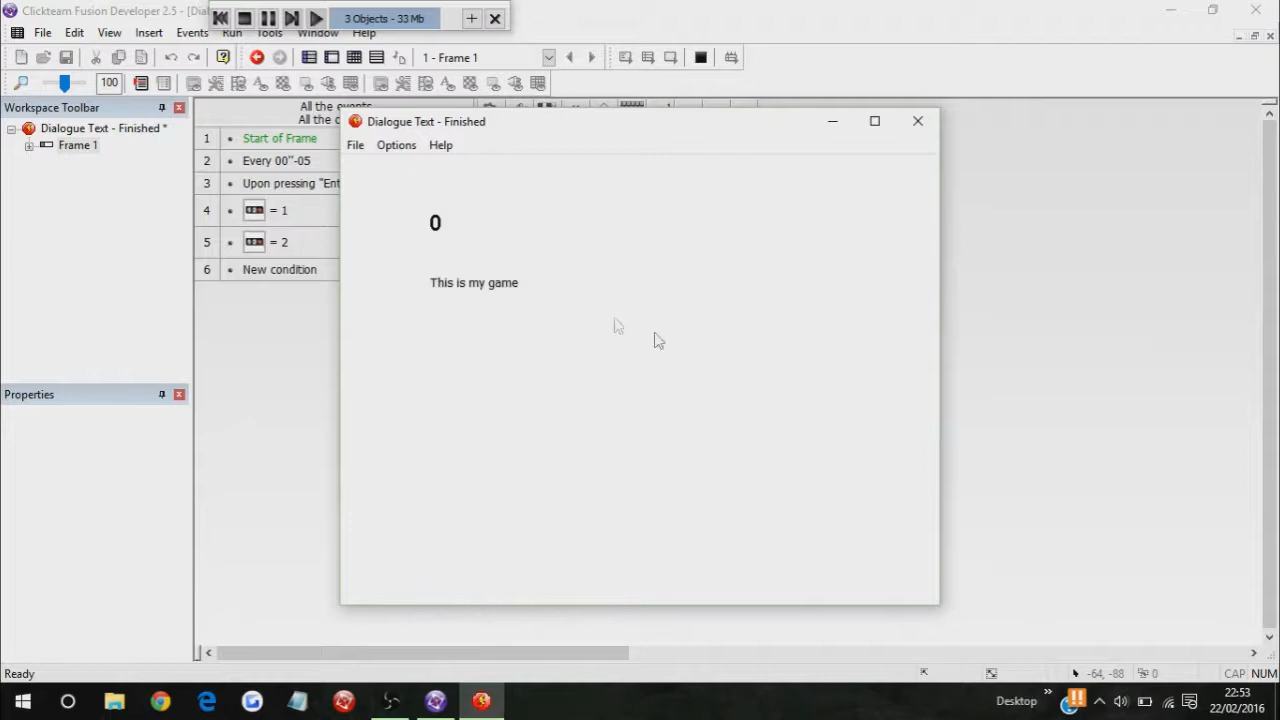 Clickteam Fusion Developer 2.5 - [Dial
3 Objects - 33 Mb
File Edit View Insert Events Run Tools Window Help
1 - Frame 1
100
Workspace Toolbar
Dialogue Text - Finished *
Frame 1
Properties
All the events
All the
1 Start of Frame
2 Every 00"-05
3 Upon pressing "Ent
4 = 1
5 = 2
6 New condition
Dialogue Text - Finished
File Options Help
0
This is my game
Ready
-64, -88
0
CAP NUM
Desktop
22:53
22/02/2016